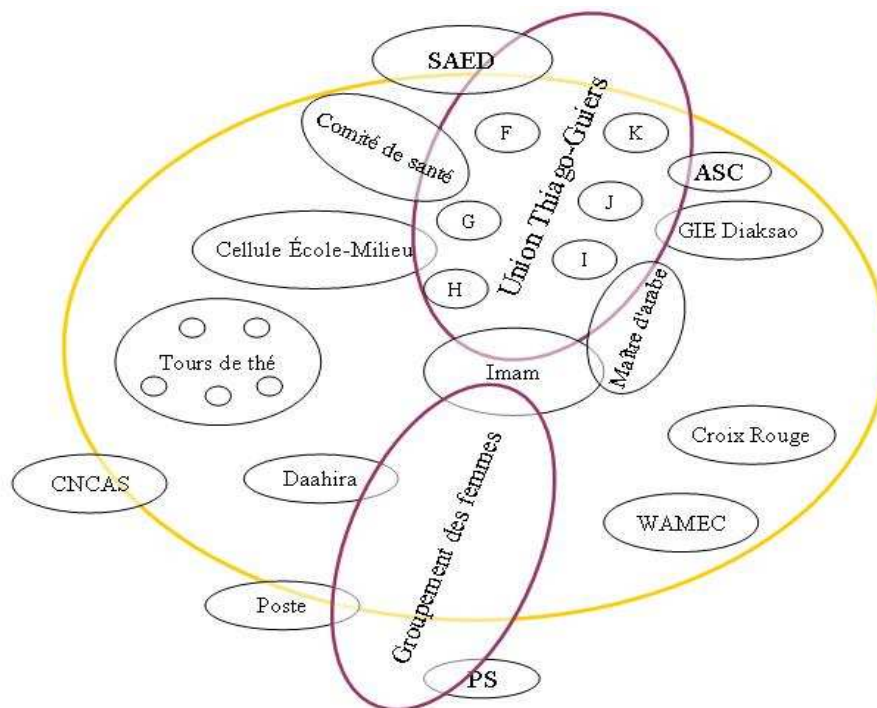 SAED
Comité de santé
F
K
Union Thiago-Guiers
ASC
J
G
GIE Diaksao
Cellule École-Milieu
I
H
Maître d'arabe
Tours de thé
Imam
Croix Rouge
CNCAS
Daahira
WAMEC
Groupement des femmes
Poste
PS